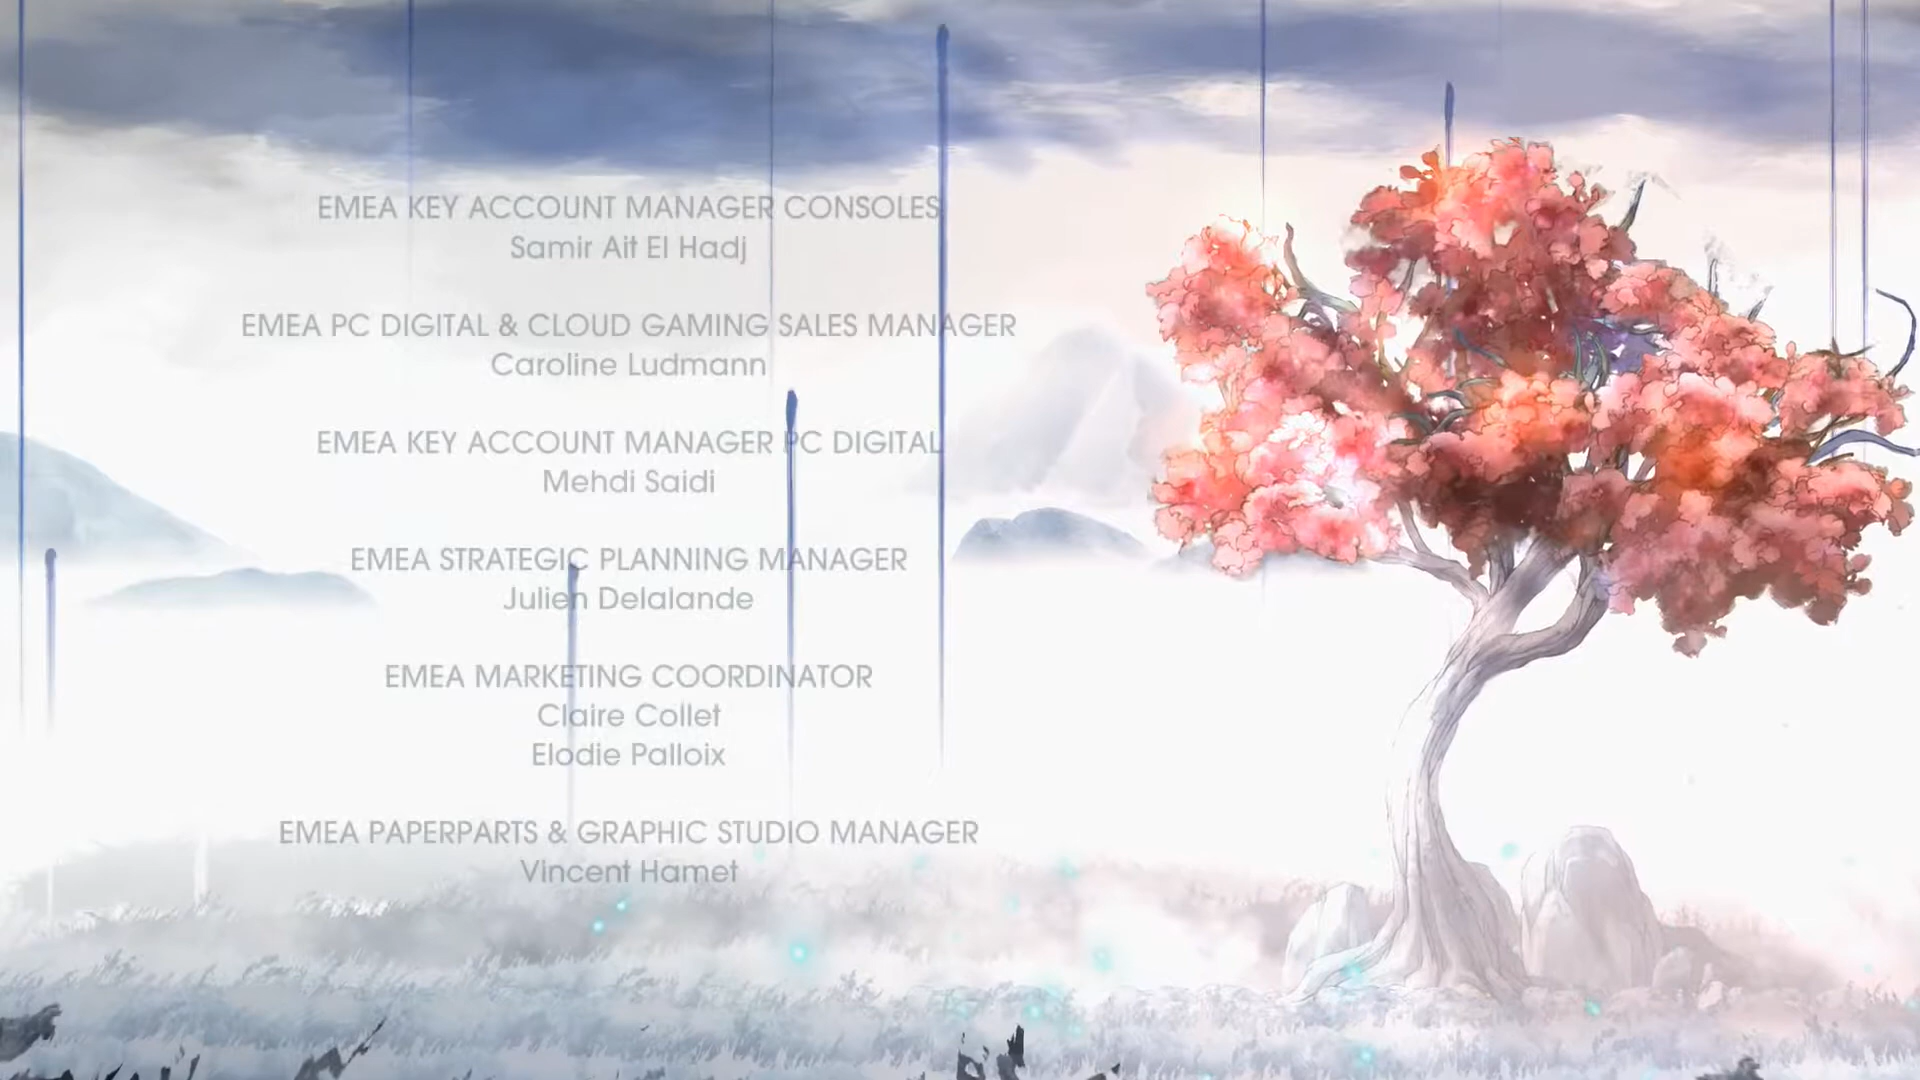 EMEA KEY ACCOUNT MANAGER CONSOLES
Samir Ait El Hadj
EMEA PC DIGITAL & CLOUD GAMING SALES MANAGER
Caroline Ludmann
EMEA KEY ACCOUNT MANAGER PC DIGITAL
Mehdi Saidi
EMEA STRATEGIC PLANNING MANAGER
Julien Delalande
EMEA MARKETING COORDINATOR
Claire Collet
Elodie Palloix
EMEA PAPERPARTS & GRAPHIC STUDIO MANAGER
Vincent Hamet